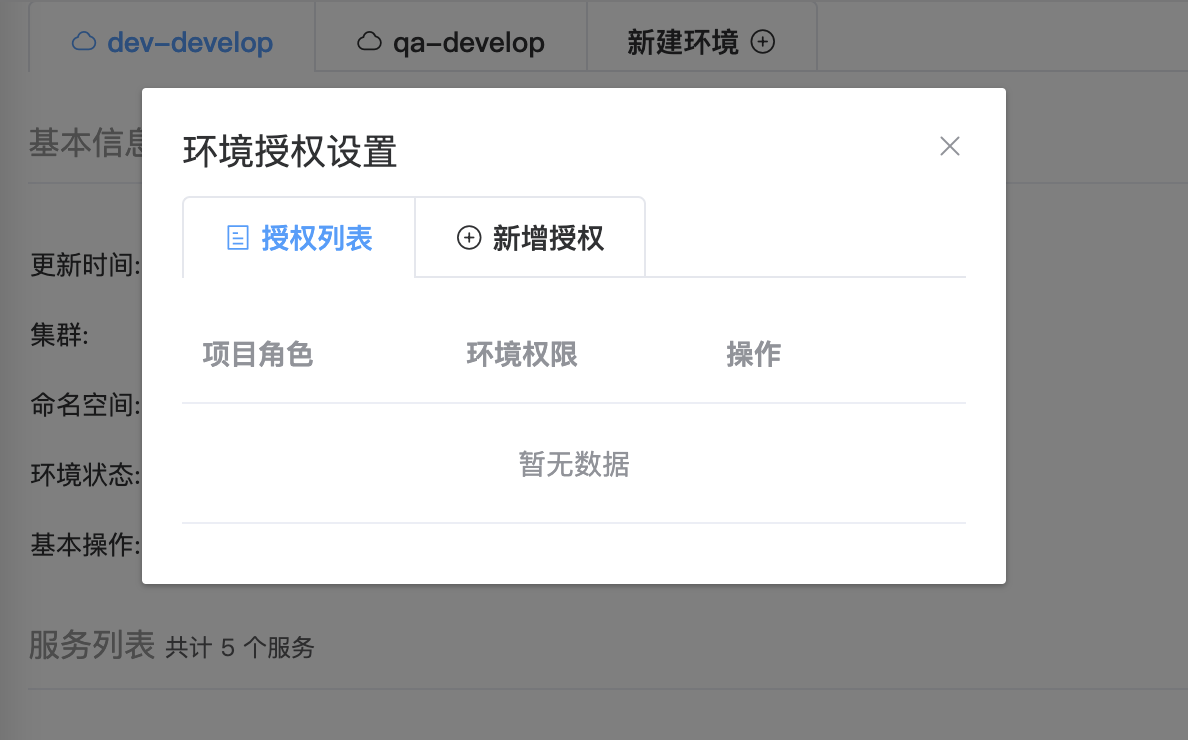 dev-develop qa-develop 新建环境
基本信息
环境授权设置
授权列表 新增授权
更新时间:
集群:
项目角色 环境权限 操作
命名空间:
暂无数据
环境状态:
基本操作:
服务列表 共计 5 个服务